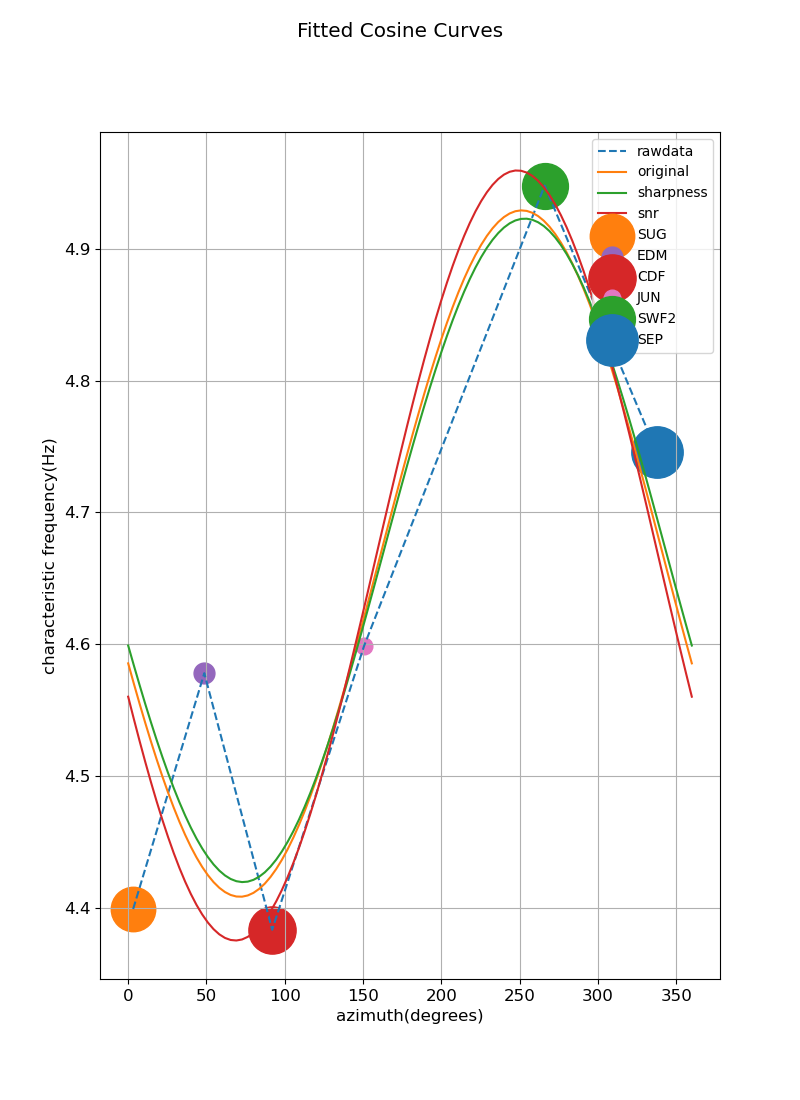 Fitted Cosine Curves
rawdata
original
sharpness
snr
SUG
EDM
CDF
JUN
SWF2
SEP
4.9
4.8
4.7
4.6
4.5
4.4
characteristic frequency(Hz)
0 50 100 150 200 250 300 350
azimuth(degrees)